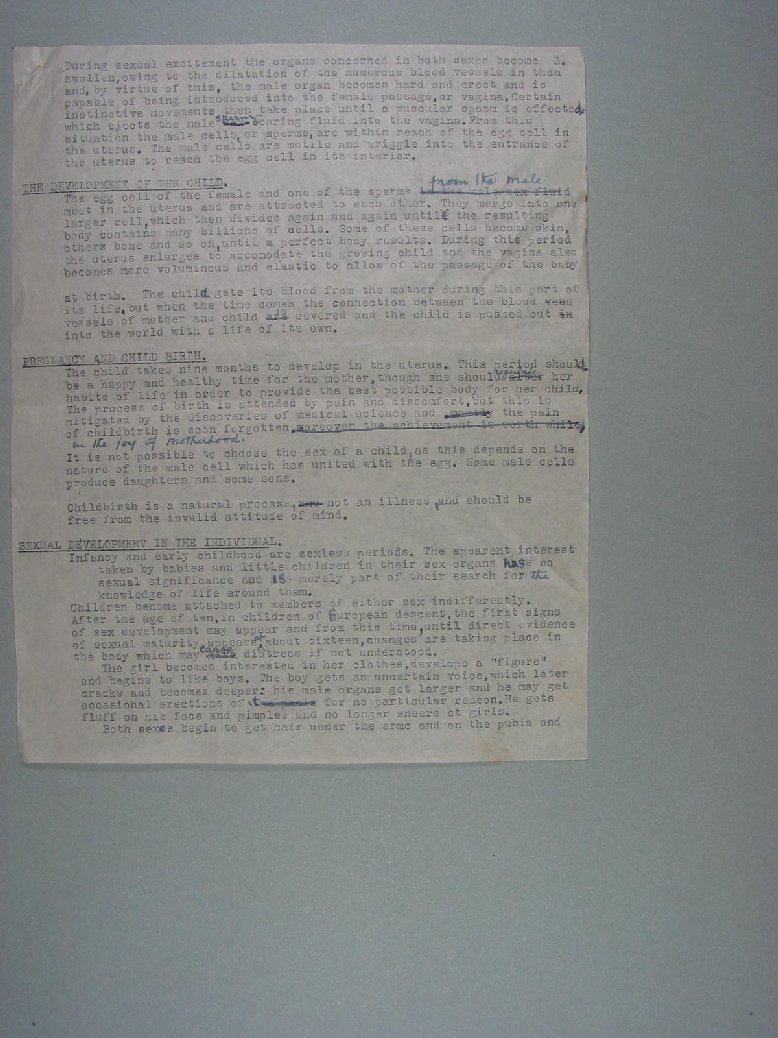 During sexual excitement the organs concerned in both sexes become 3.
swollen,owing to the dilatation of the numerous blood vessels in them
and,by virtue of this, the male organ becomes hard and erect and is
capable of being introduced into the female passage,or vagina.Certain
instinctive movements then take place until a muscular spasm is effected,
which ejects the male sperm bearing fluid into the vagina.From this
situation the male cells,or sperms,are within reach of the egg cell in
the uterus. The male cells are motile and wriggle into the entrance of
the uterus to reach the egg cell in its interior.
THE DEVELOPMENT OF THE CHILD.
from the male
The egg cell of the female and one of the sperms in the male sex fluid
meet in the uterus and are attracted to each other. They merge into one
larger cell,which then divides again and again until the resulting
body contains many billions of cells. Some of these cells become skin,
others bone and so on,until a perfect body results. During this period
the uterus enlarges to accomodate the growing child and the vagina also
becomes more voluminous and elastic to allow of the passage of the baby
at birth. The child gets its blood from the mother during this part of
its life,but when the time comes the connection between the blood vess
vessels of mother and child are severed and the child is pushed out in
into the world with a life of its own.
PREGNANCY AND CHILD BIRTH.
The child takes nine months to develop in the uterus. This period should
be a happy and healthy time for the mother,though she should regulate alter her
habits of life in order to provide the best possible body for her child.
The process of birth is attended by pain and discomfort,but this is
mitigated by the discoveries of medical science and the pain
of childbirth is soon forgotten,moreover the achievement is worth while,
in the joy of motherhood.
It is not possible to choose the sex of a child,as this depends on the
nature of the male cell which has united with the egg. Some male cells
produce daughters and some sons.
Childbirth is a natural process,and not an illness,and should be
free from the invalid attitude of mind.
SEXUAL DEVELOPMENT IN THE INDIVIDUAL.
Infancy and early childhood are sexless periods. The apparent interest
taken by babies and little children in their sex organs has no
sexual significance and is merely part of their search for the
knowledge of life around them.
Children become attached to members of either sex indifferently.
After the age of ten,in children of European descent,the first signs
of sex development may appear and from this time,until direct evidence
of sexual maturity appears,about sixteen,changes are taking place in
the body which may cause distress if not understood.
The girl becomes interested in her clothes,develops a "figure"
and begins to like boys. The boy gets an uncertain voice,which later
cracks and becomes deeper: his male organs get larger and he may get
occasional erections of for no particular reason.He gets
fluff on his face and pimples and no longer sneers at girls.
Both sexes begin to get hair under the arms and on the pubis and